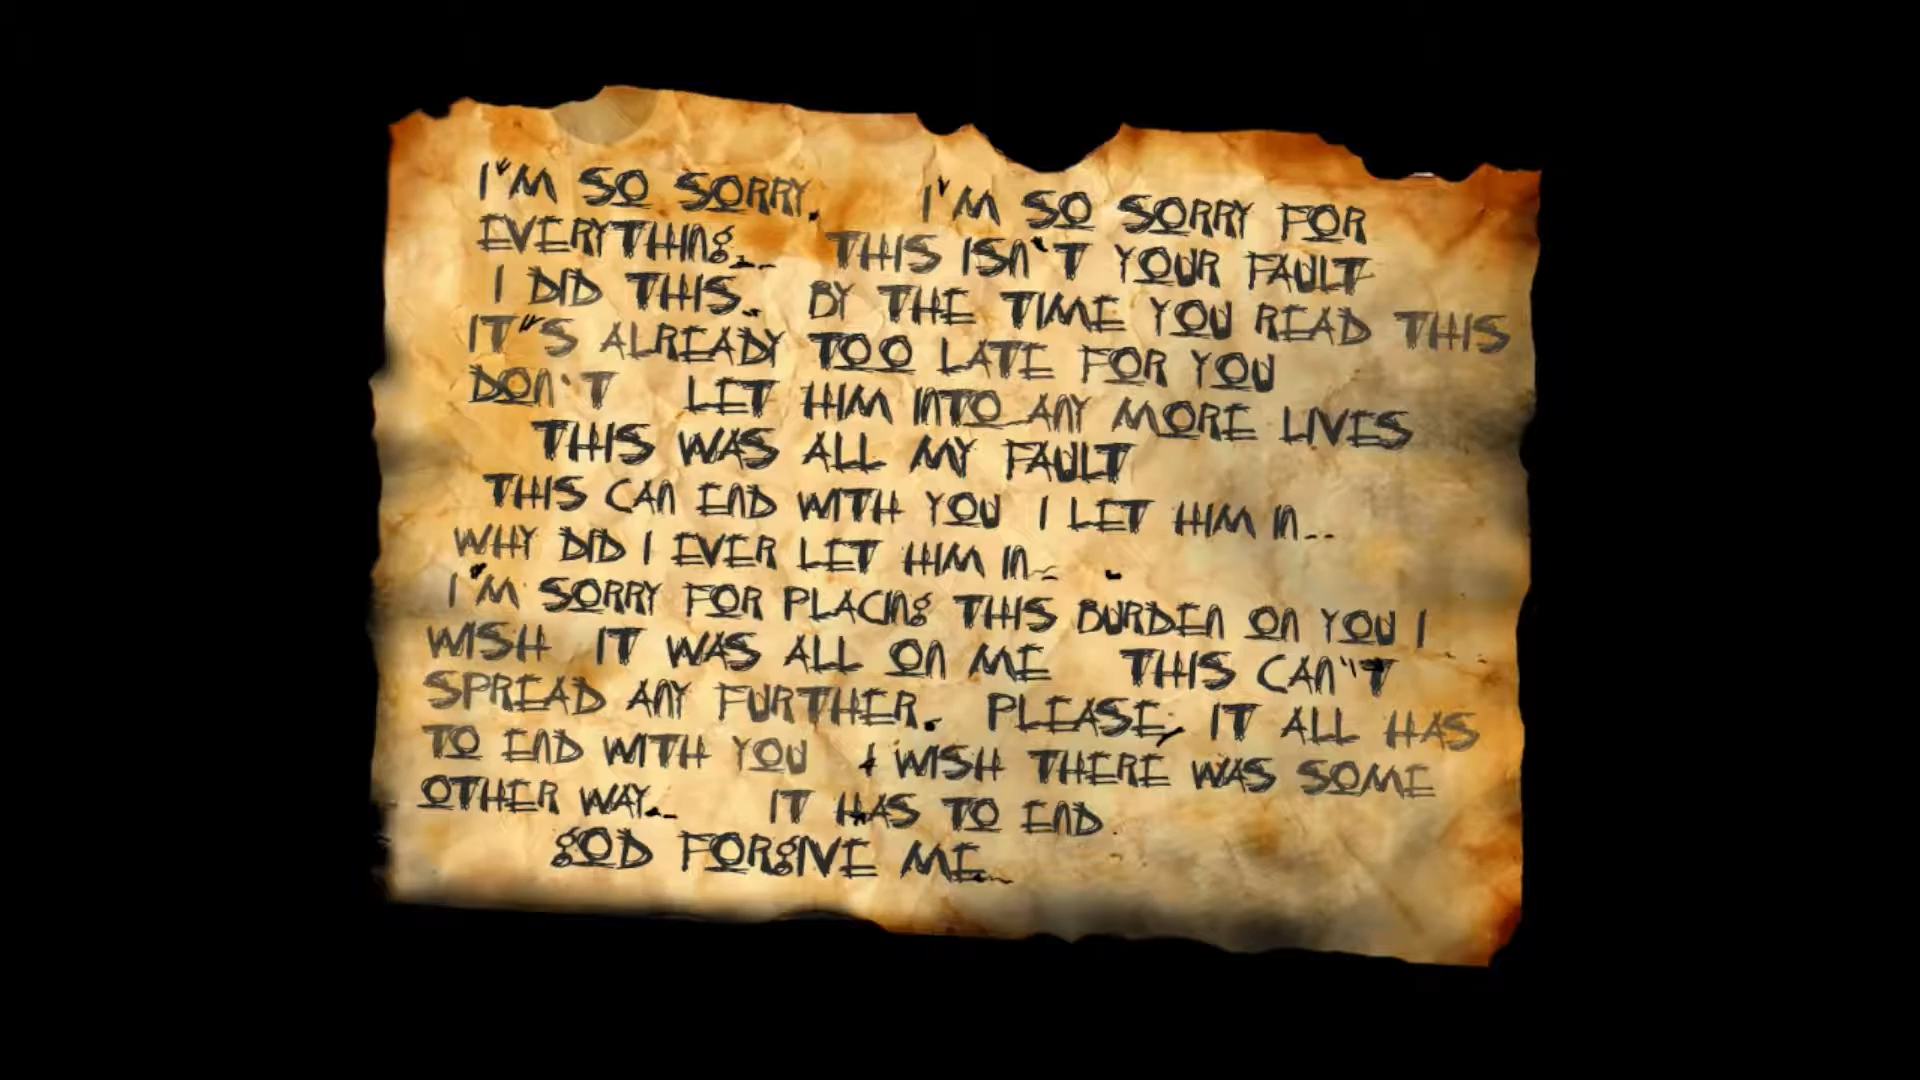 I'M SO SORRY. I'M SO SORRY FOR
EVERYTHING... THIS ISN'T YOUR FAULT
I DID THIS.. BY THE TIME YOU READ THIS
IT"S ALREADY TOO LATE FOR YOU
DON'T LET HIM INTO ANY MORE LIVES
THIS WAS ALL MY FAULT
THIS CAN END WITH YOU I LET HIM IN...
WHY DID I EVER LET HIM IN...
I'M SORRY FOR PLACING THIS BURDEN ON YOU I
WISH IT WAS ALL ON ME THIS CAN'T
SPREAD ANY FURTHER. PLEASE, IT ALL HAS
TO END WITH YOU I WISH THERE WAS SOME
OTHER WAY... IT HAS TO END.
GOD FORGIVE ME...